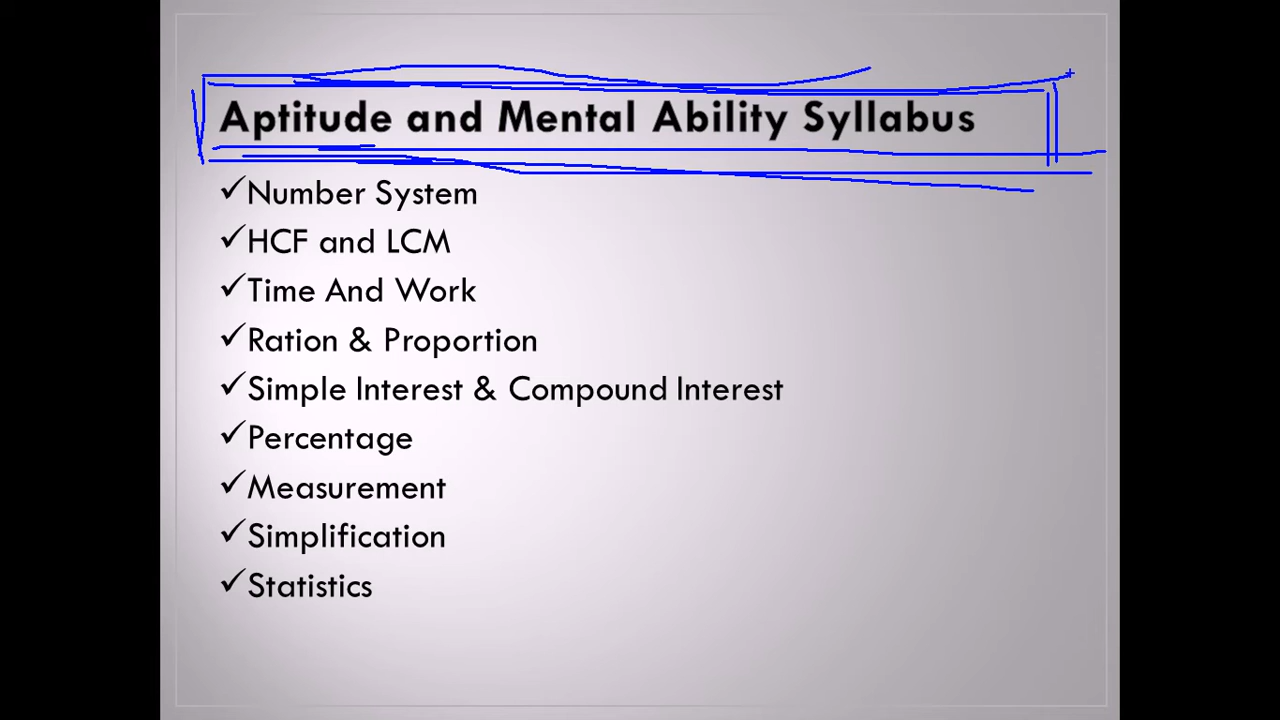 Aptitude and Mental Ability Syllabus
✓Number System
✓HCF and LCM
✓Time And Work
✓Ration & Proportion
✓Simple Interest & Compound Interest
✓Percentage
✓Measurement
✓Simplification
✓Statistics